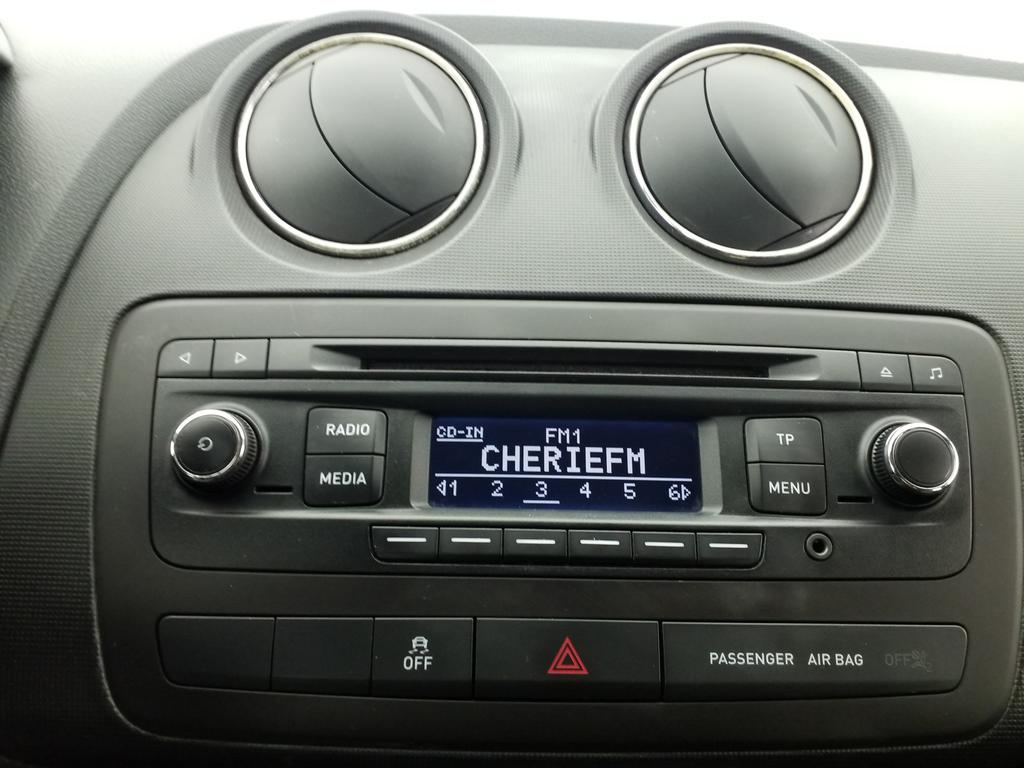 RADIO
MEDIA
CD-IN
FM1
CHERIEFM
1 2 3 4 5 6
TP
MENU
OFF
PASSENGER AIR BAG OFF